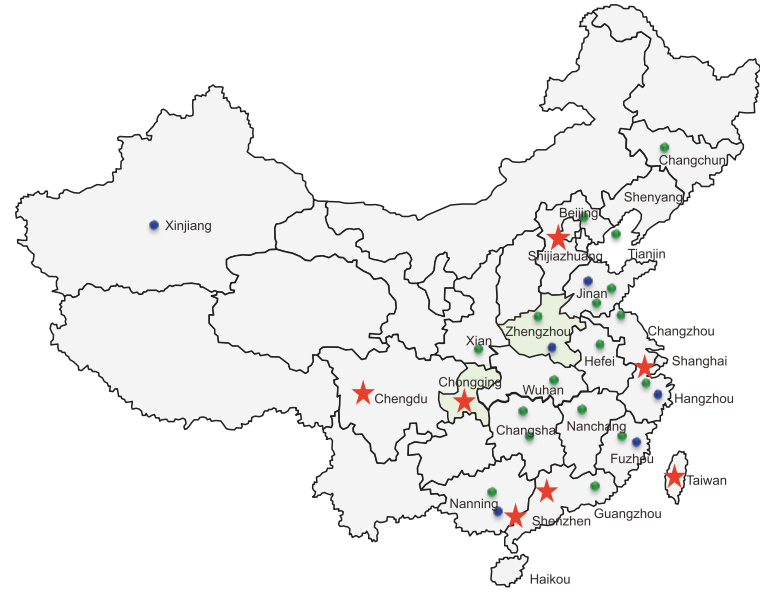 Changchun
Shenyang
Beijing
Xinjiang
Shijiazhuang
Tianjin
Jinan
Zhengzhou
Changzhou
Xian
Hefei
Shanghai
Chongqing
Wuhan
Chengdu
Hangzhou
Changsha
Nanchang
Fuzhou
Taiwan
Nanning
Guangzhou
Shenzhen
Haikou